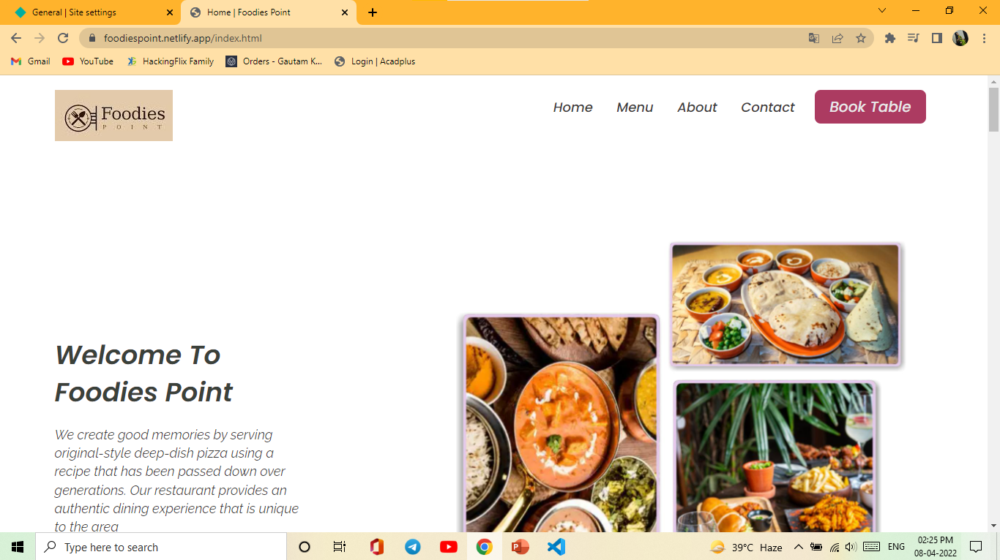 General | Site settings
Home | Foodies Point
foodiespoint.netlify.app/index.html
Gmail
YouTube
HackingFlix Family
Orders - Gautam K...
Login | Acadplus
Foodies
POINT
Home
Menu
About
Contact
Book Table
Welcome To
Foodies Point
We create good memories by serving
original-style deep-dish pizza using a
recipe that has been passed down over
generations. Our restaurant provides an
authentic dining experience that is unique
to the area
Type here to search
39°C Haze
ENG
02:25 PM
08-04-2022